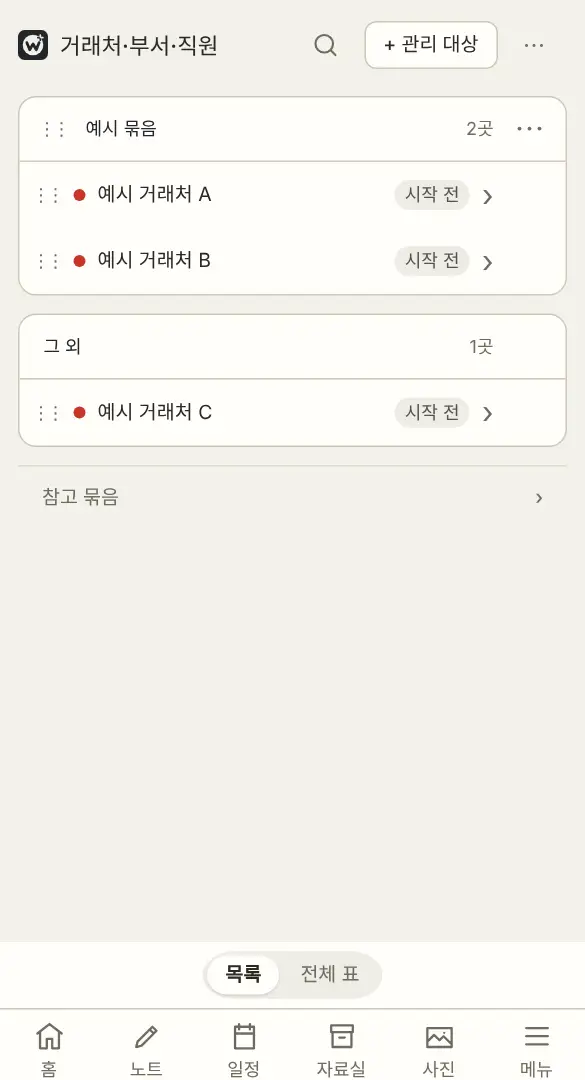 거래처·부서·직원
+ 관리 대상
예시 묶음 2곳
예시 거래처 A 시작 전
예시 거래처 B 시작 전
그 외 1곳
예시 거래처 C 시작 전
참고 묶음
목록 전체 표
홈 노트 일정 자료실 사진 메뉴